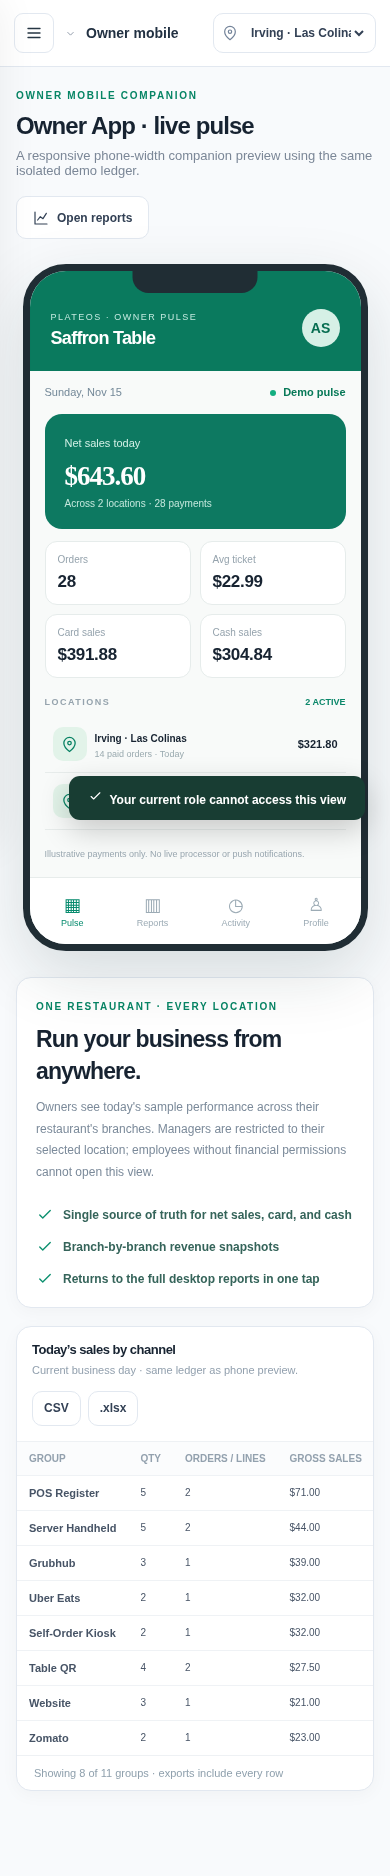 Owner mobile
Irving · Las Colina
OWNER MOBILE COMPANION
Owner App · live pulse
A responsive phone-width companion preview using the same
isolated demo ledger.
Open reports
PLATEOS · OWNER PULSE
Saffron Table
AS
Sunday, Nov 15
Demo pulse
Net sales today
$643.60
Across 2 locations · 28 payments
Orders
28
Avg ticket
$22.99
Card sales
$391.88
Cash sales
$304.84
LOCATIONS
2 ACTIVE
Irving · Las Colinas
14 paid orders · Today
$321.80
Your current role cannot access this view
Illustrative payments only. No live processor or push notifications.
Pulse
Reports
Activity
Profile
ONE RESTAURANT · EVERY LOCATION
Run your business from
anywhere.
Owners see today's sample performance across their
restaurant's branches. Managers are restricted to their
selected location; employees without financial permissions
cannot open this view.
Single source of truth for net sales, card, and cash
Branch-by-branch revenue snapshots
Returns to the full desktop reports in one tap
Today's sales by channel
Current business day · same ledger as phone preview.
CSV
.xlsx
GROUP QTY ORDERS / LINES GROSS SALES
POS Register 5 2 $71.00
Server Handheld 5 2 $44.00
Grubhub 3 1 $39.00
Uber Eats 2 1 $32.00
Self-Order Kiosk 2 1 $32.00
Table QR 4 2 $27.50
Website 3 1 $21.00
Zomato 2 1 $23.00
Showing 8 of 11 groups · exports include every row